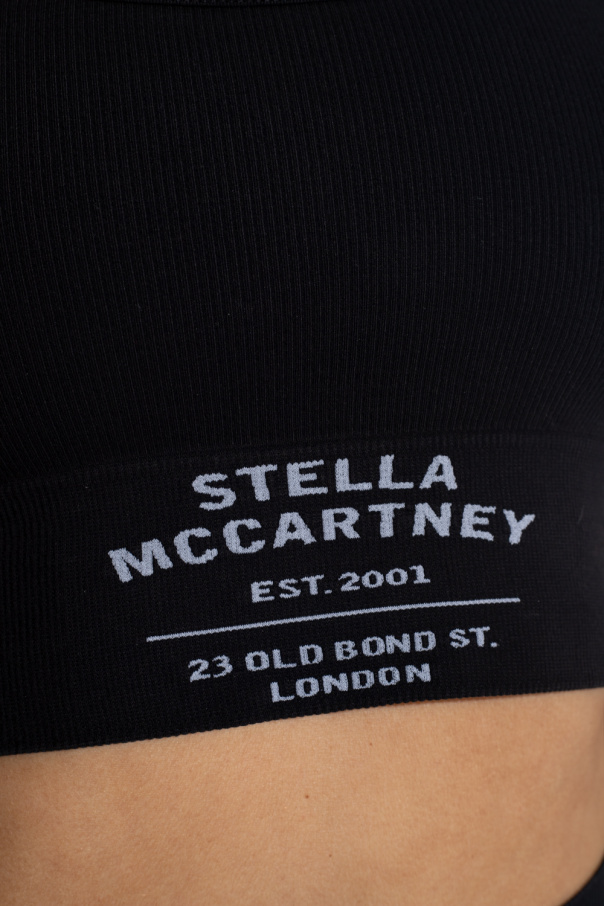 STELLA
MCCARTNEY
EST. 2001
23 OLD BOND ST.
LONDON